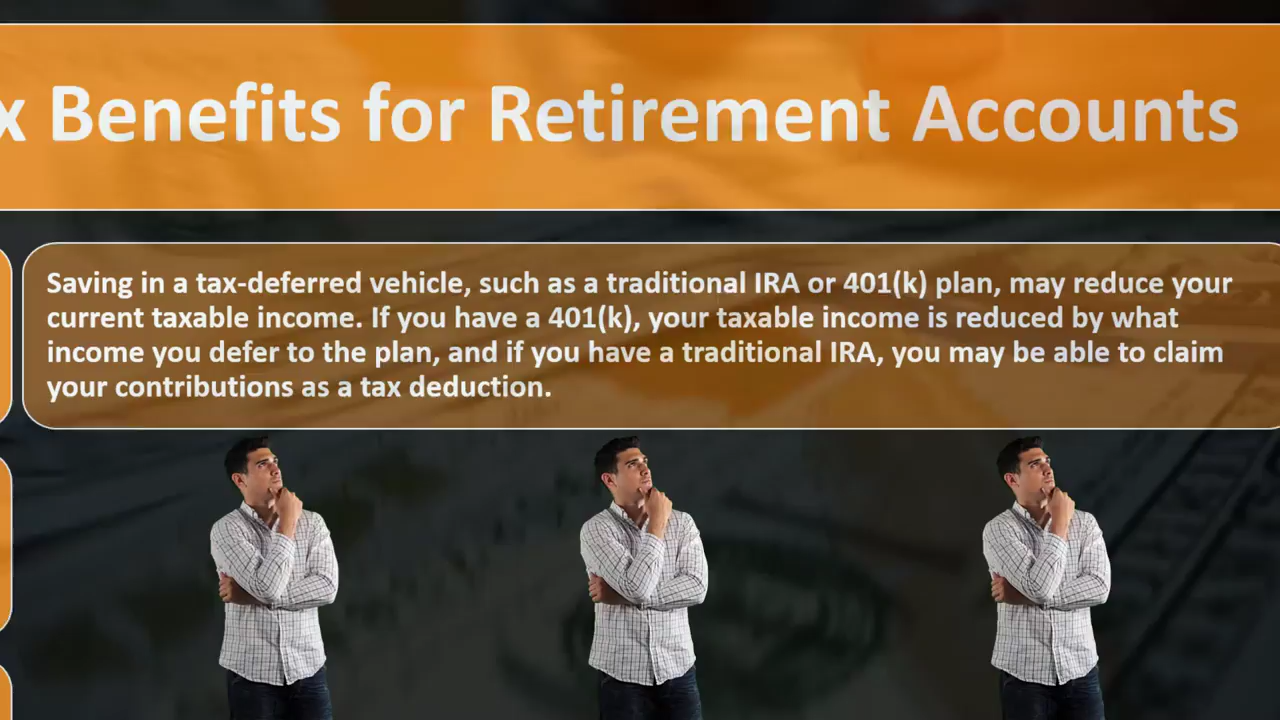 x Benefits for Retirement Accounts
Saving in a tax-deferred vehicle, such as a traditional IRA or 401(k) plan, may reduce your
current taxable income. If you have a 401(k), your taxable income is reduced by what
income you defer to the plan, and if you have a traditional IRA, you may be able to claim
your contributions as a tax deduction.